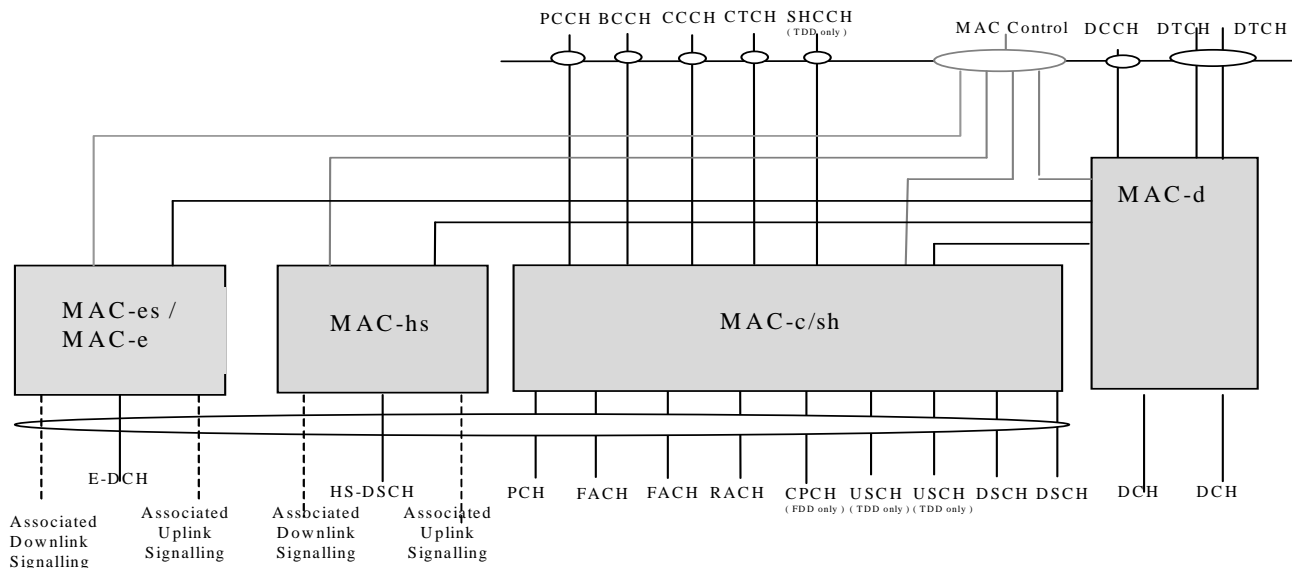 PCCH BCCH CCCH CTCH SHCCH MAC Control DCCH DTCH DTCH
( TDD only )
MAC-d
MAC-es /
MAC-e
MAC-hs
MAC-c/sh
E-DCH
HS-DSCH
PCH FACH FACH RACH CPCH USCH USCH DSCH DSCH DCH DCH
( FDD only ) ( TDD only ) ( TDD only )
Associated
Downlink
Signalling
Associated
Uplink
Signalling
Associated
Downlink
Signalling
Associated
Uplink
Signalling